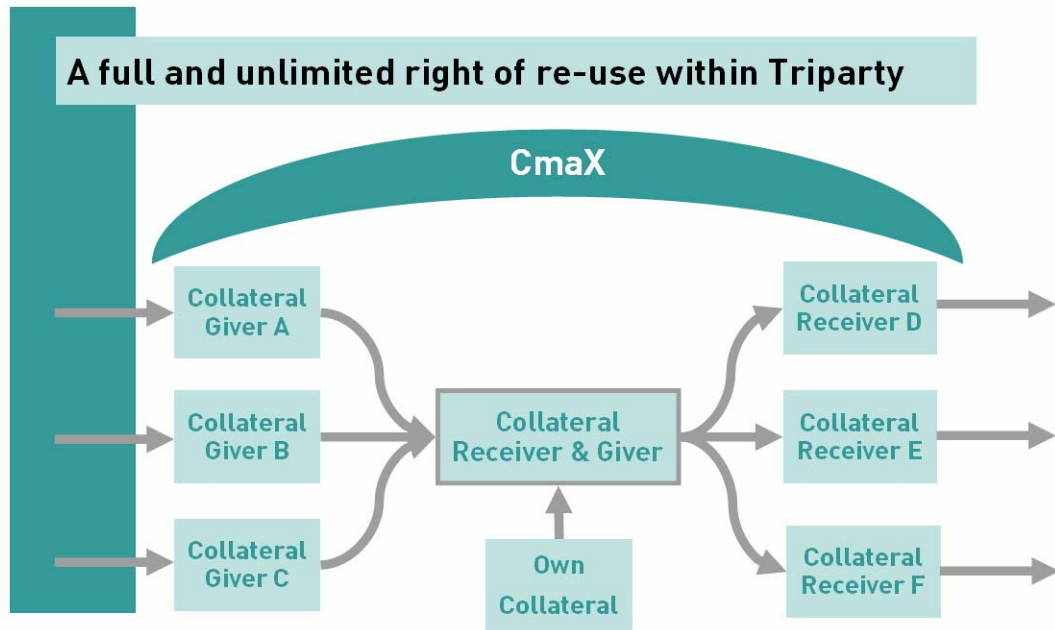 A full and unlimited right of re-use within Triparty
CmaX
Collateral
Giver A
Collateral
Giver B
Collateral
Giver C
Collateral
Receiver & Giver
Own
Collateral
Collateral
Receiver D
Collateral
Receiver E
Collateral
Receiver F